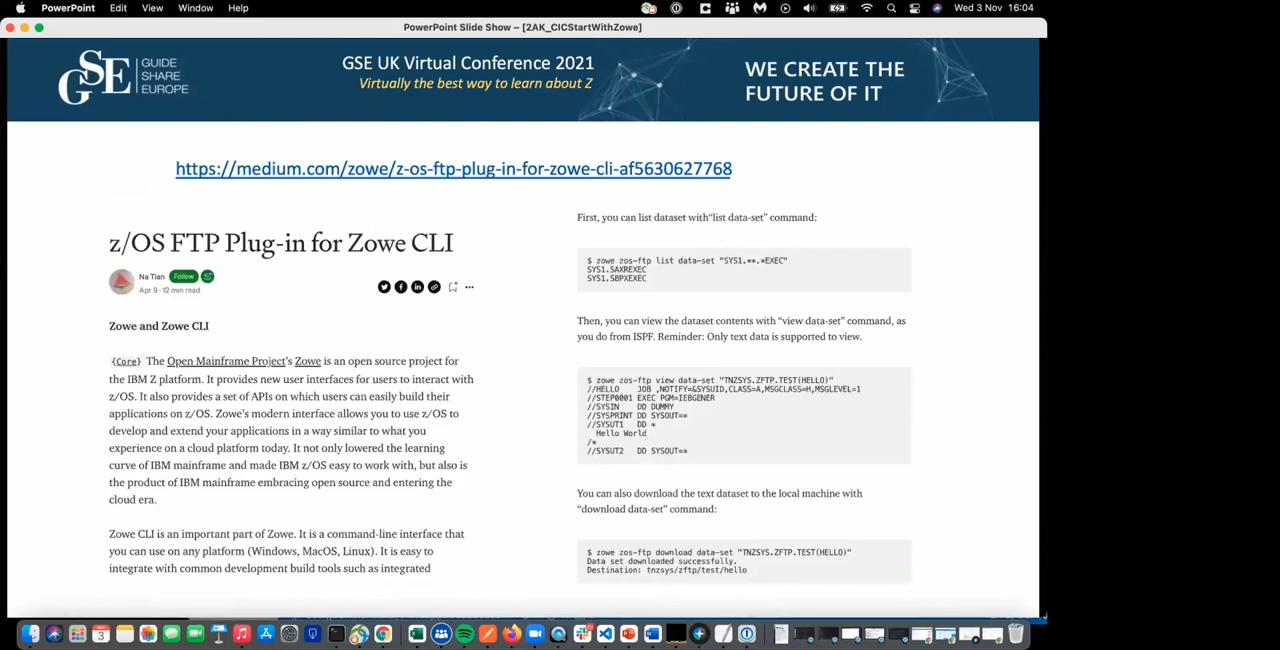 PowerPoint File Edit View Window Help
Wed 3 Nov 16:04
PowerPoint Slide Show – [2AK_CICStartWithZowe]
GSE
GUIDE
SHARE
EUROPE
GSE UK Virtual Conference 2021
Virtually the best way to learn about Z
WE CREATE THE
FUTURE OF IT
https://medium.com/zowe/z-os-ftp-plug-in-for-zowe-cli-af5630627768
z/OS FTP Plug-in for Zowe CLI
Na Tian Follow
Apr 9 · 12 min read
Zowe and Zowe CLI
{Core} The Open Mainframe Project's Zowe is an open source project for
the IBM Z platform. It provides new user interfaces for users to interact with
z/OS. It also provides a set of APIs on which users can easily build their
applications on z/OS. Zowe's modern interface allows you to use z/OS to
develop and extend your applications in a way similar to what you
experience on a cloud platform today. It not only lowered the learning
curve of IBM mainframe and made IBM z/OS easy to work with, but also is
the product of IBM mainframe embracing open source and entering the
cloud era.
Zowe CLI is an important part of Zowe. It is a command-line interface that
you can use on any platform (Windows, MacOS, Linux). It is easy to
integrate with common development build tools such as integrated
First, you can list dataset with“list data-set” command:
$ zowe zos-ftp list data-set "SYS1.**.*EXEC"
SYS1.SAXREXEC
SYS1.SBPXEXEC
Then, you can view the dataset contents with “view data-set” command, as
you do from ISPF. Reminder: Only text data is supported to view.
$ zowe zos-ftp view data-set "TNZSYS.ZFTP.TEST(HELLO)"
//HELLO JOB ,NOTIFY=&SYSUID,CLASS=A,MSGCLASS=H,MSGLEVEL=1
//STEP0001 EXEC PGM=IEBGENER
//SYSIN DD DUMMY
//SYSPRINT DD SYSOUT=*
//SYSUT1 DD *
Hello World
/*
//SYSUT2 DD SYSOUT=*
You can also download the text dataset to the local machine with
“download data-set” command:
$ zowe zos-ftp download data-set "TNZSYS.ZFTP.TEST(HELLO)"
Data set downloaded successfully.
Destination: tnzsys/zftp/test/hello